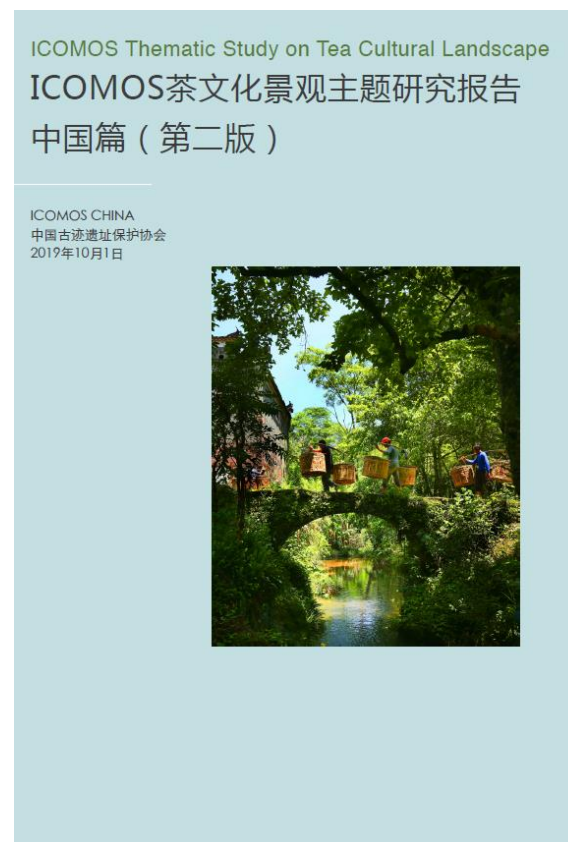 ICOMOS Thematic Study on Tea Cultural Landscape
ICOMOS茶文化景观主题研究报告
中国篇（第二版）
ICOMOS CHINA
中国古迹遗址保护协会
2019年10月1日